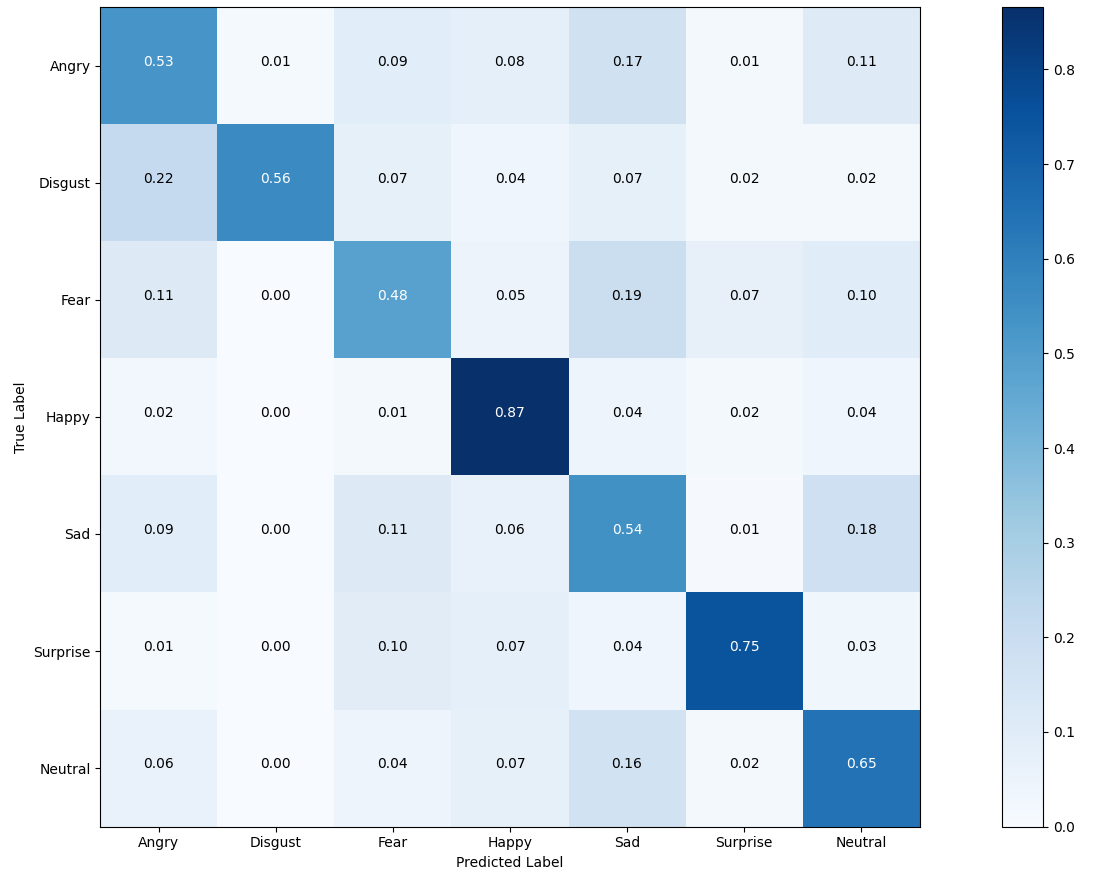 Angry 0.53 0.01 0.09 0.08 0.17 0.01 0.11
Disgust 0.22 0.56 0.07 0.04 0.07 0.02 0.02
Fear 0.11 0.00 0.48 0.05 0.19 0.07 0.10
Happy 0.02 0.00 0.01 0.87 0.04 0.02 0.04
Sad 0.09 0.00 0.11 0.06 0.54 0.01 0.18
Surprise 0.01 0.00 0.10 0.07 0.04 0.75 0.03
Neutral 0.06 0.00 0.04 0.07 0.16 0.02 0.65
Angry Disgust Fear Happy Sad Surprise Neutral
Predicted Label
True Label
0.8
0.7
0.6
0.5
0.4
0.3
0.2
0.1
0.0